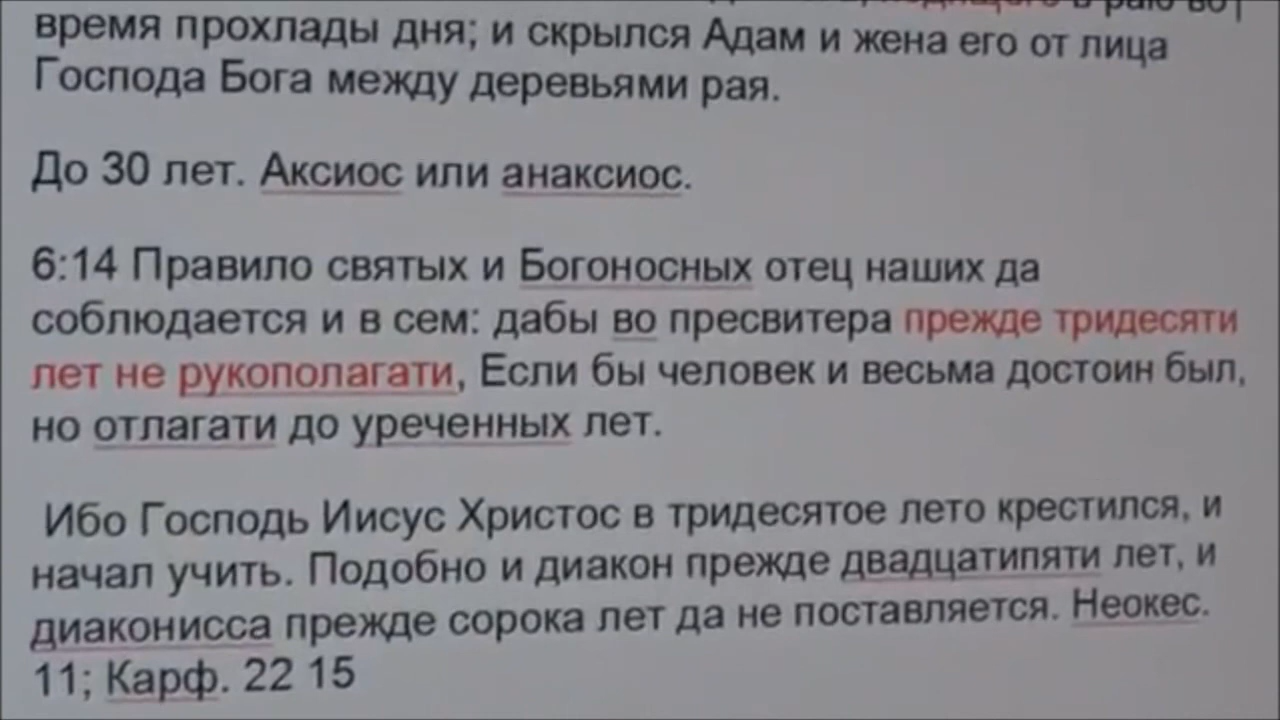 в раю во
время прохлады дня; и скрылся Адам и жена его от лица
Господа Бога между деревьями рая.
До 30 лет. Аксиос или анаксиос.
6:14 Правило святых и Богоносных отец наших да
соблюдается и в сем: дабы во пресвитера прежде тридесяти
лет не рукополагати, Если бы человек и весьма достоин был,
но отлагати до уреченных лет.
Ибо Господь Иисус Христос в тридесятое лето крестился, и
начал учить. Подобно и диакон прежде двадцатипяти лет, и
диаконисса прежде сорока лет да не поставляется. Неокес.
11; Карф. 22 15